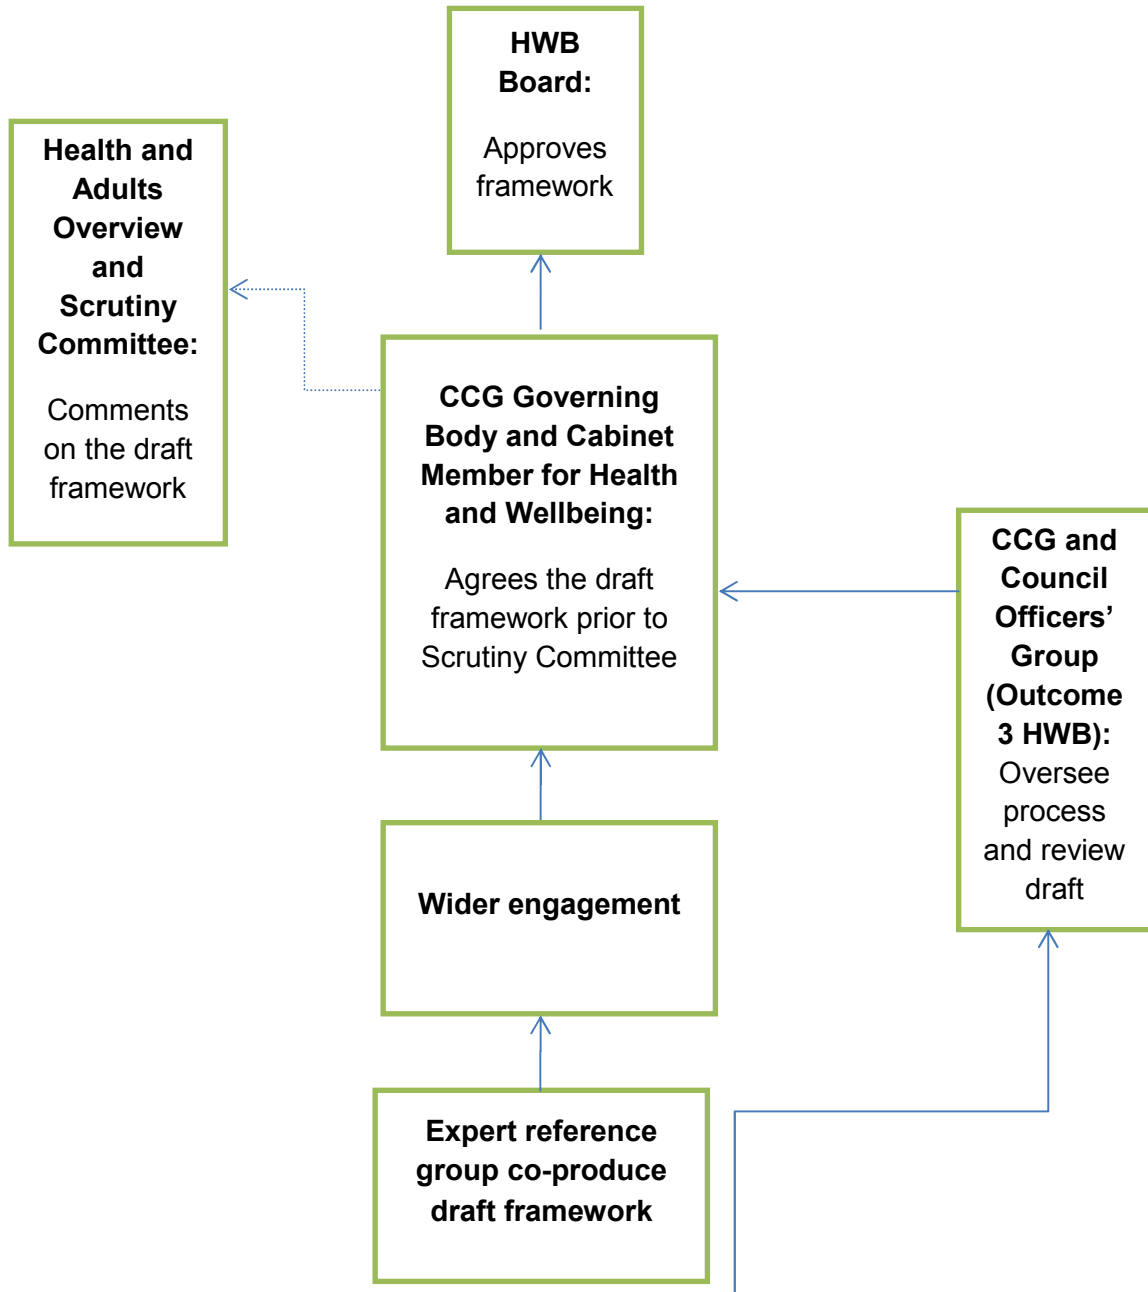 HWB
Board:
Approves
framework
Health and
Adults
Overview
and
Scrutiny
Committee:
Comments
on the draft
framework
CCG Governing
Body and Cabinet
Member for Health
and Wellbeing:
Agrees the draft
framework prior to
Scrutiny Committee
CCG and
Council
Officers’
Group
(Outcome
3 HWB):
Oversee
process
and review
draft
Wider engagement
Expert reference
group co-produce
draft framework